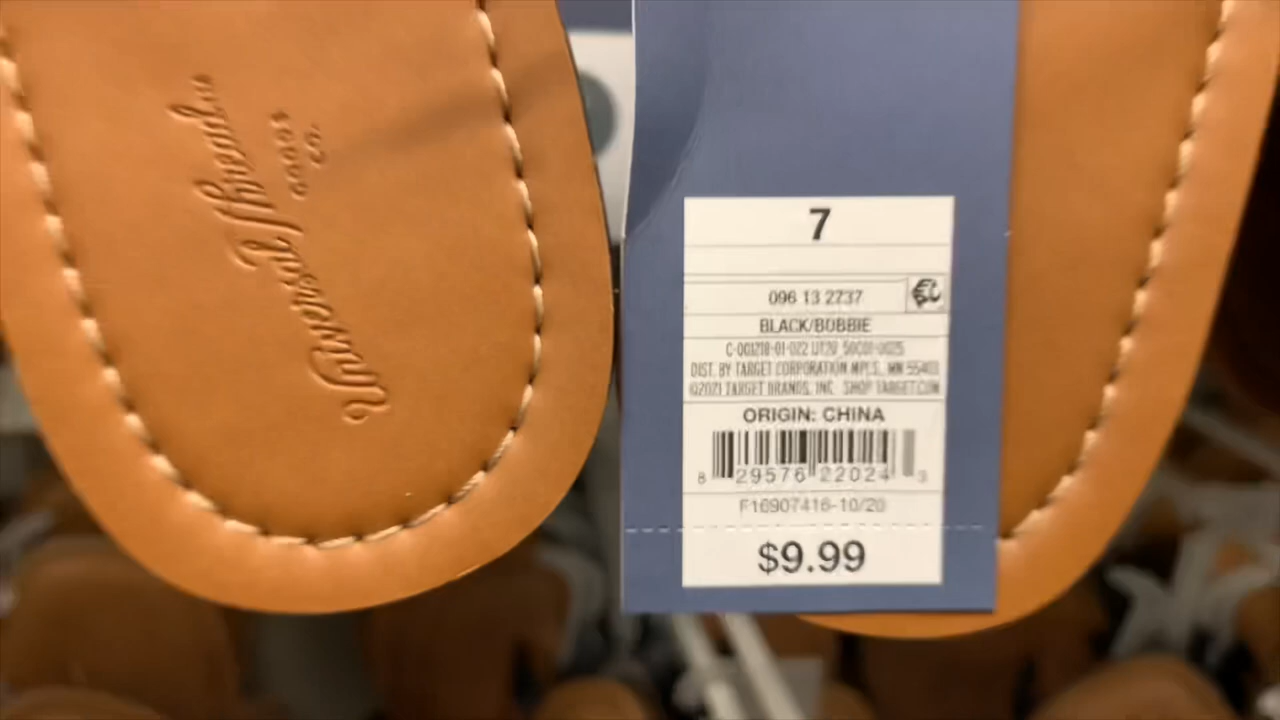 Universal Thread
GOODS
CO.
7
096 13 2737
BLACK/BOBBIE
C-001218-01-022 UT20 50C01-0025
DIST. BY TARGET CORPORATION MPLS., MN 55403
©2021 TARGET BRANDS, INC. SHOP TARGET.COM
ORIGIN: CHINA
8 29576 22024 3
F16907416-10/20
$9.99